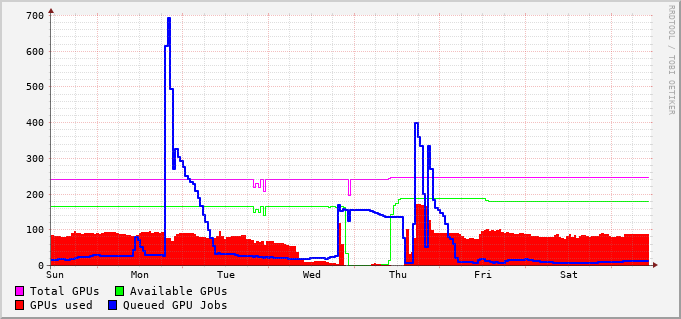 700
600
500
400
300
200
100
0
Sun Mon Tue Wed Thu Fri Sat
Total GPUs Available GPUs
GPUs used Queued GPU Jobs
RRDTOOL / TOBI OETIKER